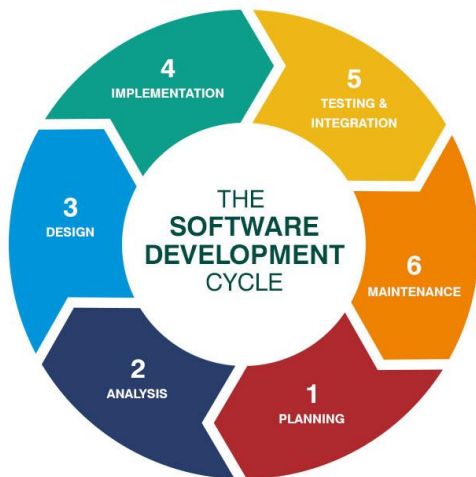 THE
SOFTWARE
DEVELOPMENT
CYCLE
1
PLANNING
2
ANALYSIS
3
DESIGN
4
IMPLEMENTATION
5
TESTING &
INTEGRATION
6
MAINTENANCE